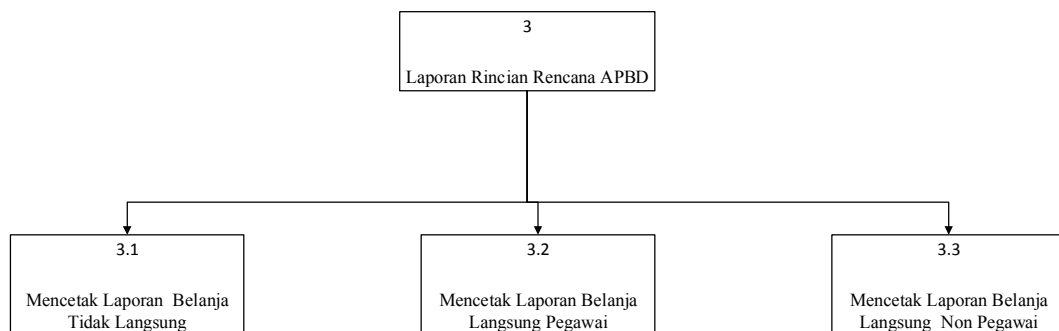 3
Laporan Rincian Rencana APBD
3.1
Mencetak Laporan Belanja
Tidak Langsung
3.2
Mencetak Laporan Belanja
Langsung Pegawai
3.3
Mencetak Laporan Belanja
Langsung Non Pegawai